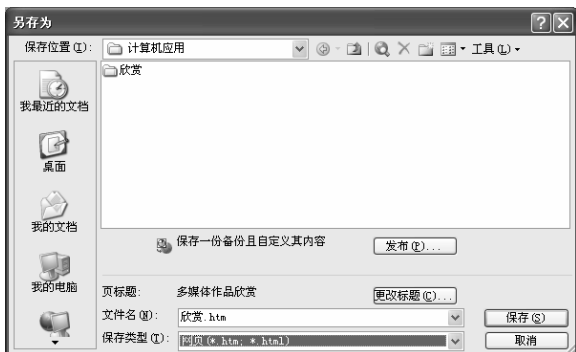 另存为
保存位置(I): 计算机应用 工具(L)
欣赏
我最近的文档
桌面
我的文档
我的电脑
保存一份备份且自定义其内容 发布(P)...
页标题: 多媒体作品欣赏 更改标题(C)...
文件名(N): 欣赏.htm 保存(S)
保存类型(T): 网页(*.htm; *.html) 取消